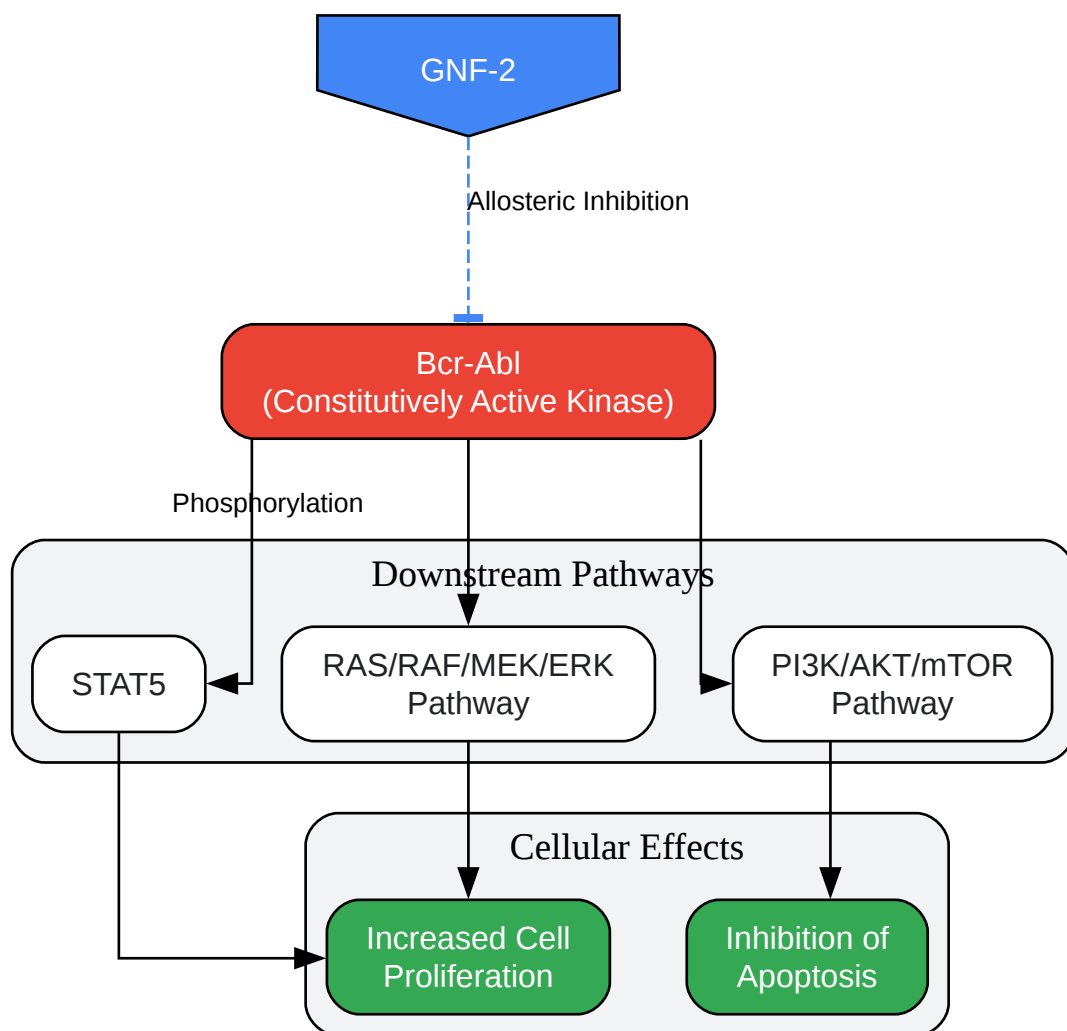 GNF-2
Allosteric Inhibition
Bcr-Abl
(Constitutively Active Kinase)
Phosphorylation
Downstream Pathways
STAT5
RAS/RAF/MEK/ERK
Pathway
PI3K/AKT/mTOR
Pathway
Cellular Effects
Increased Cell
Proliferation
Inhibition of
Apoptosis